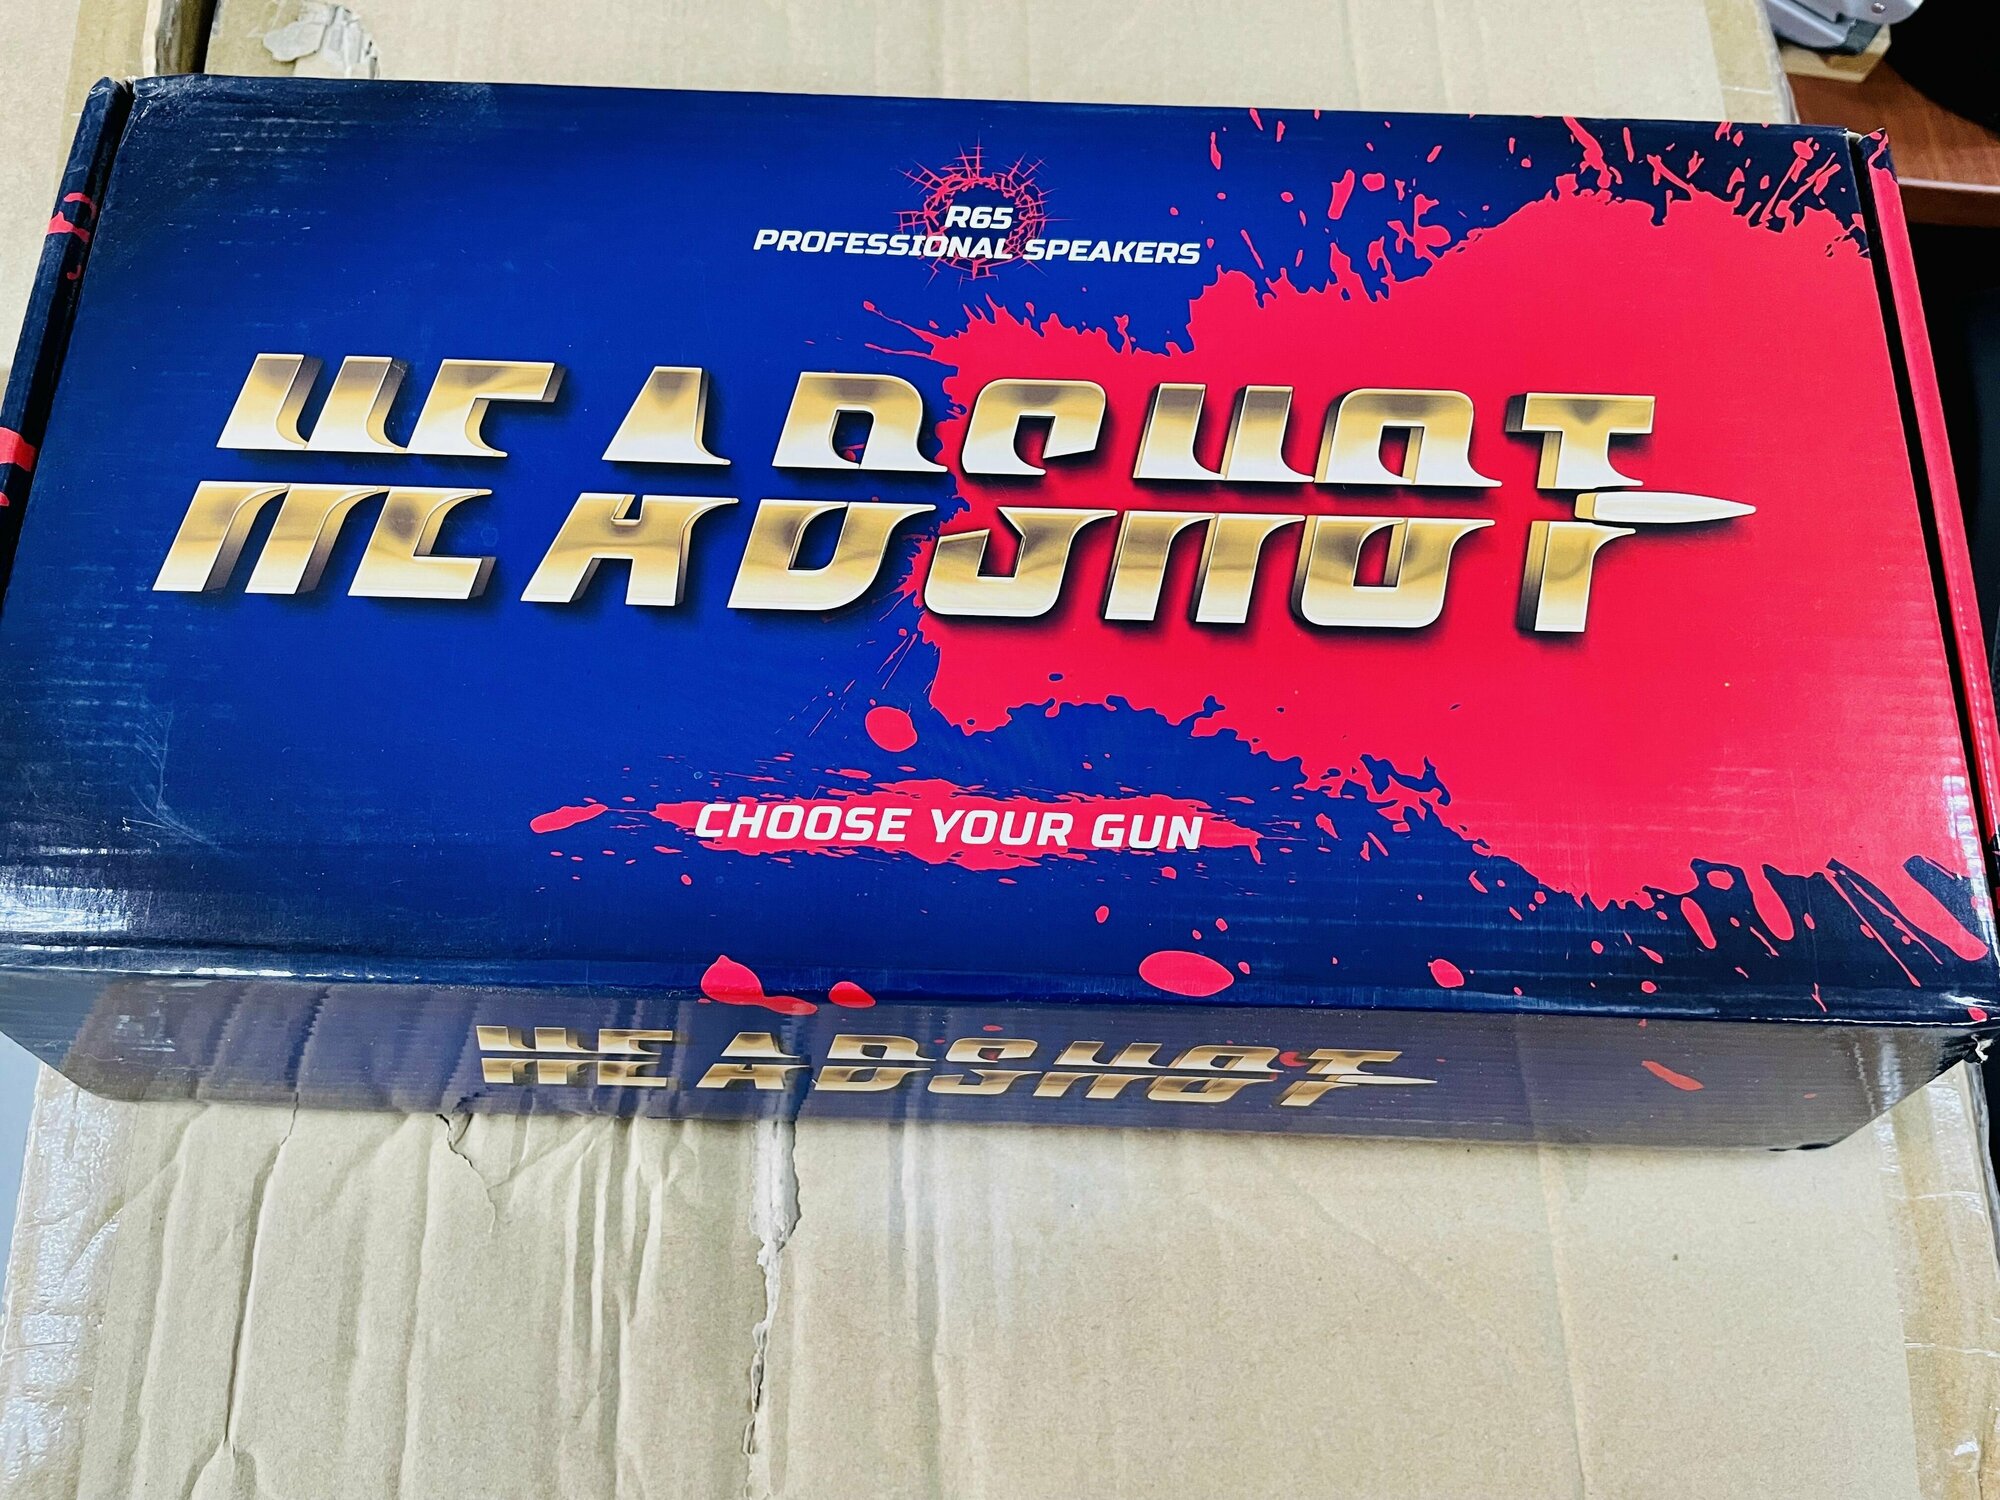 R65
PROFESSIONAL SPEAKERS
HEADSHOT
CHOOSE YOUR GUN
HEADSHOT